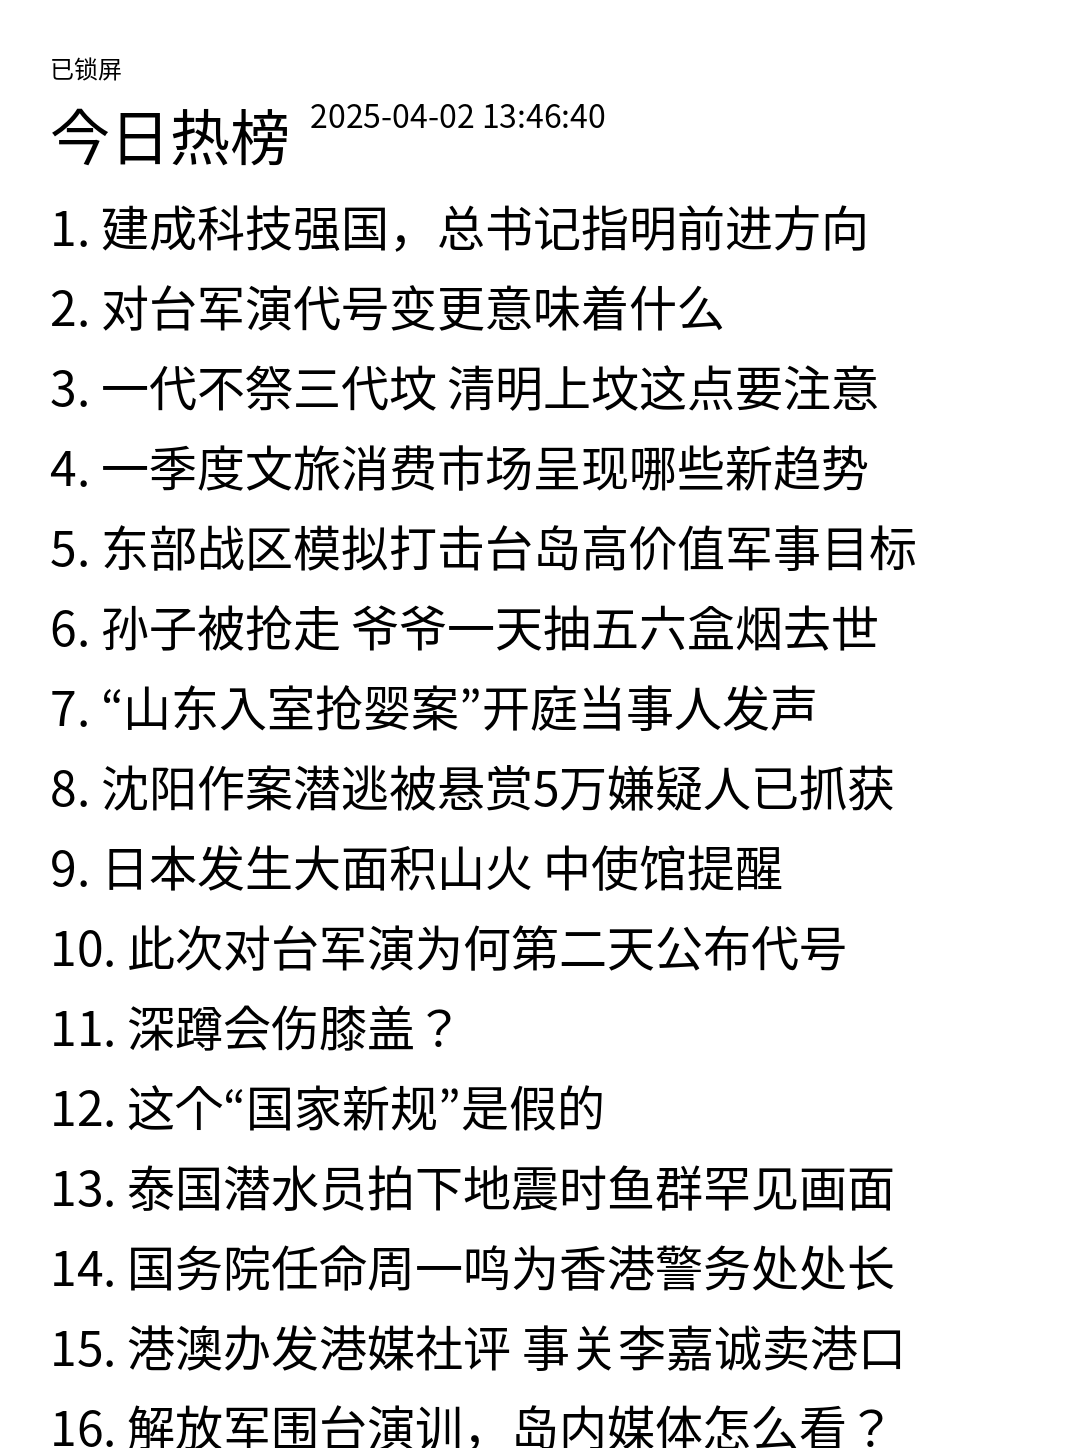 已锁屏
今日热榜 2025-04-02 13:46:40
1. 建成科技强国，总书记指明前进方向
2. 对台军演代号变更意味着什么
3. 一代不祭三代坟 清明上坟这点要注意
4. 一季度文旅消费市场呈现哪些新趋势
5. 东部战区模拟打击台岛高价值军事目标
6. 孙子被抢走 爷爷一天抽五六盒烟去世
7. “山东入室抢婴案”开庭当事人发声
8. 沈阳作案潜逃被悬赏5万嫌疑人已抓获
9. 日本发生大面积山火 中使馆提醒
10. 此次对台军演为何第二天公布代号
11. 深蹲会伤膝盖？
12. 这个“国家新规”是假的
13. 泰国潜水员拍下地震时鱼群罕见画面
14. 国务院任命周一鸣为香港警务处处长
15. 港澳办发港媒社评 事关李嘉诚卖港口
16. 解放军围台演训，岛内媒体怎么看？